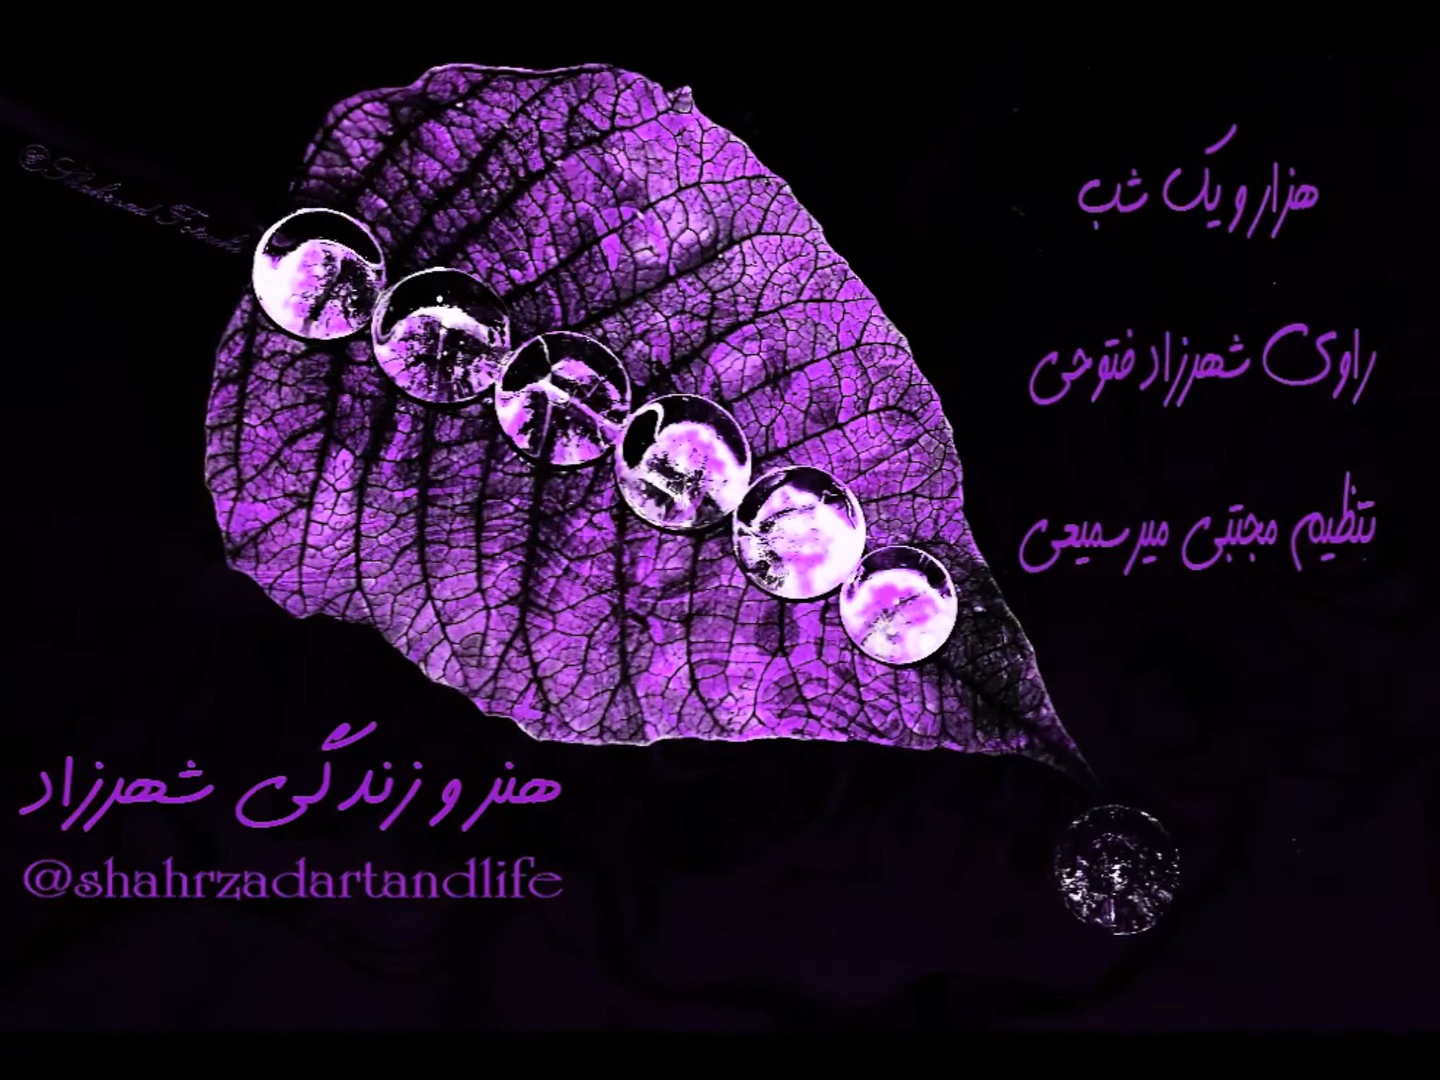 هزار و یک شب
راوی شهرزاد فتوحی
تنظیم مجتبی میرسمیعی
هنر و زندگی شهرزاد
@shahrzadartandlife